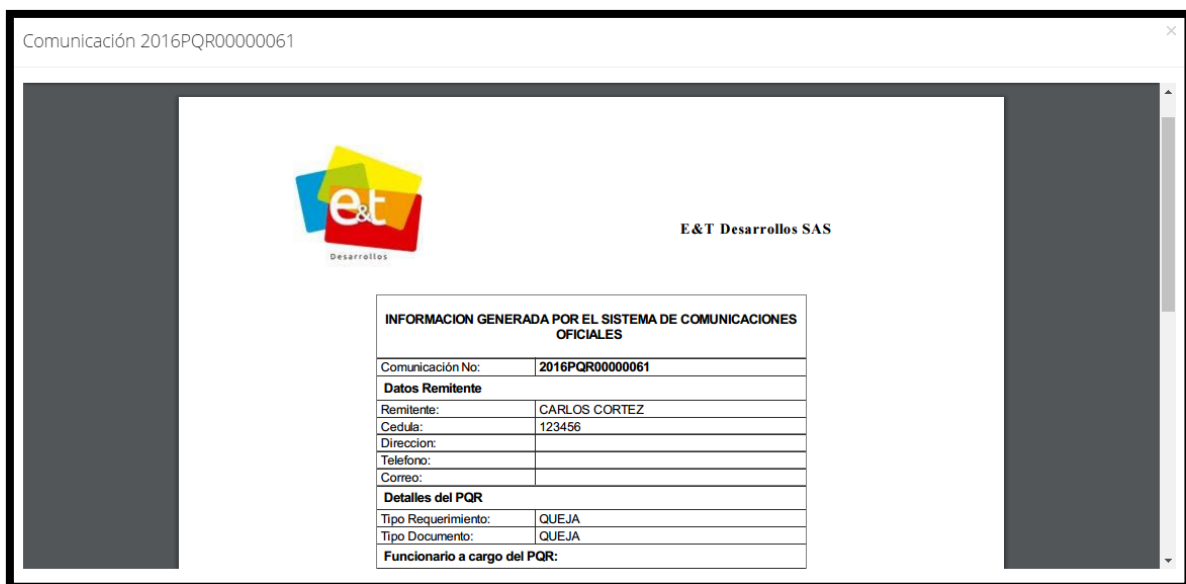 Comunicación 2016PQR00000061
×
e&t
Desarrollos
E&T Desarrollos SAS
INFORMACION GENERADA POR EL SISTEMA DE COMUNICACIONES
OFICIALES
Comunicación No: 2016PQR00000061
Datos Remitente
Remitente: CARLOS CORTEZ
Cedula: 123456
Direccion:
Telefono:
Correo:
Detalles del PQR
Tipo Requerimiento: QUEJA
Tipo Documento: QUEJA
Funcionario a cargo del PQR: